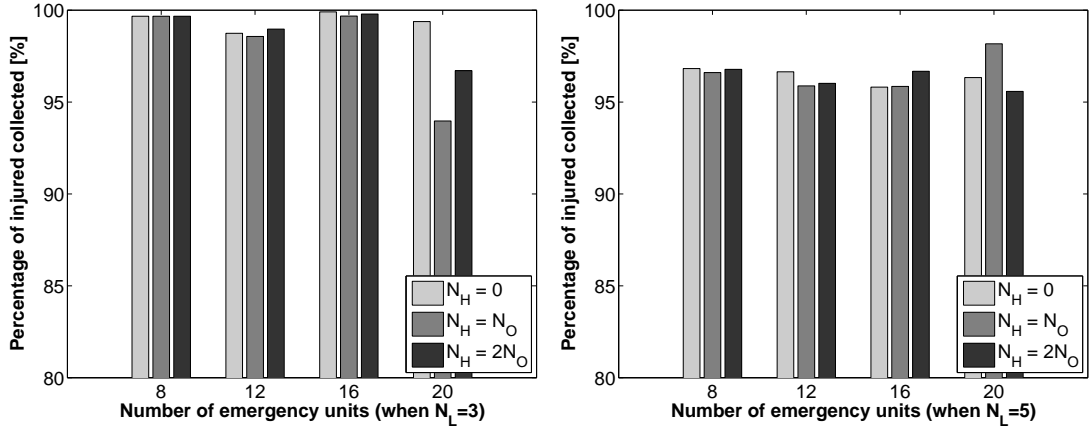 Percentage of injured collected [%]
100
95
90
85
80
8 12 16 20
Number of emergency units (when N_L=3)
N_H = 0
N_H = N_O
N_H = 2N_O
Percentage of injured collected [%]
100
95
90
85
80
8 12 16 20
Number of emergency units (when N_L=5)
N_H = 0
N_H = N_O
N_H = 2N_O